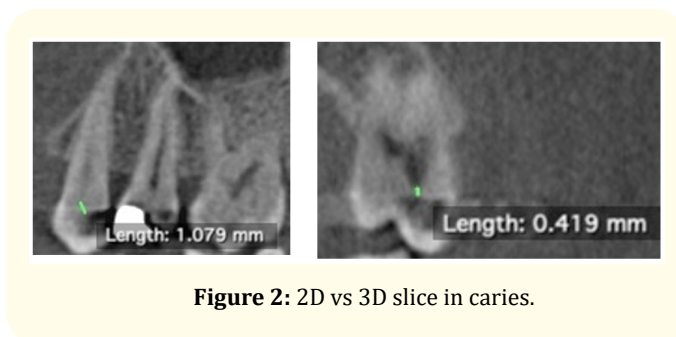 Length: 1.079 mm
Length: 0.419 mm
Figure 2: 2D vs 3D slice in caries.